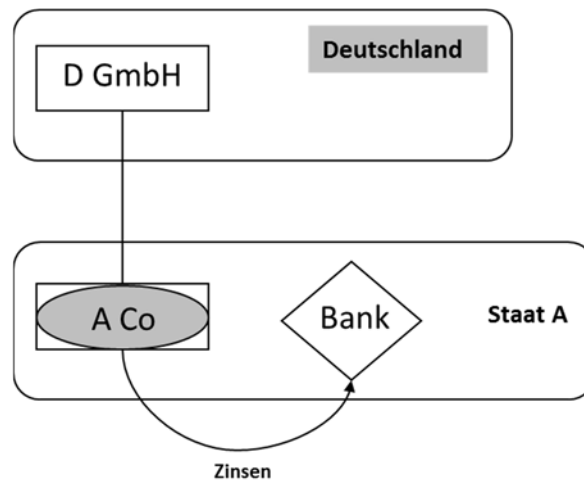 Deutschland
D GmbH
A Co
Bank
Staat A
Zinsen